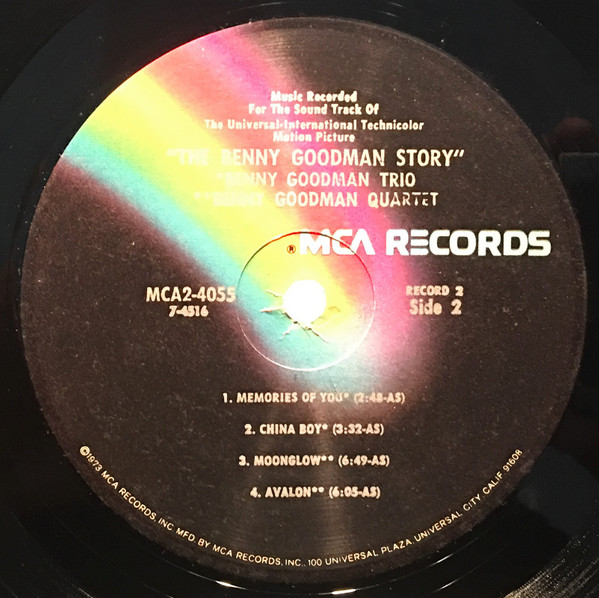 Music Recorded
For The Sound Track Of
The Universal-International Technicolor
Motion Picture
"THE BENNY GOODMAN STORY"
*BENNY GOODMAN TRIO
**BENNY GOODMAN QUARTET
® MCA RECORDS
MCA2-4055
7-4516
RECORD 2
Side 2
1. MEMORIES OF YOU* (2:48-AS)
2. CHINA BOY* (3:32-AS)
3. MOONGLOW** (6:49-AS)
4. AVALON** (6:05-AS)
©1973 MCA RECORDS, INC. MFD BY MCA RECORDS, INC., 100 UNIVERSAL PLAZA, UNIVERSAL CITY, CALIF. 91608